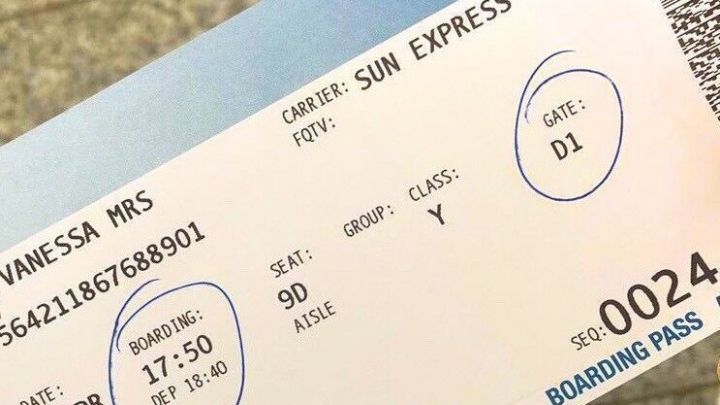 CARRIER: SUN EXPRESS
FQTV:
VANESSA MRS
564211867688901
GATE:
D1
SEAT:
9D
AISLE
GROUP:
CLASS:
Y
BOARDING:
17:50
DEP 18:40
SEQ:0024
BOARDING PASS